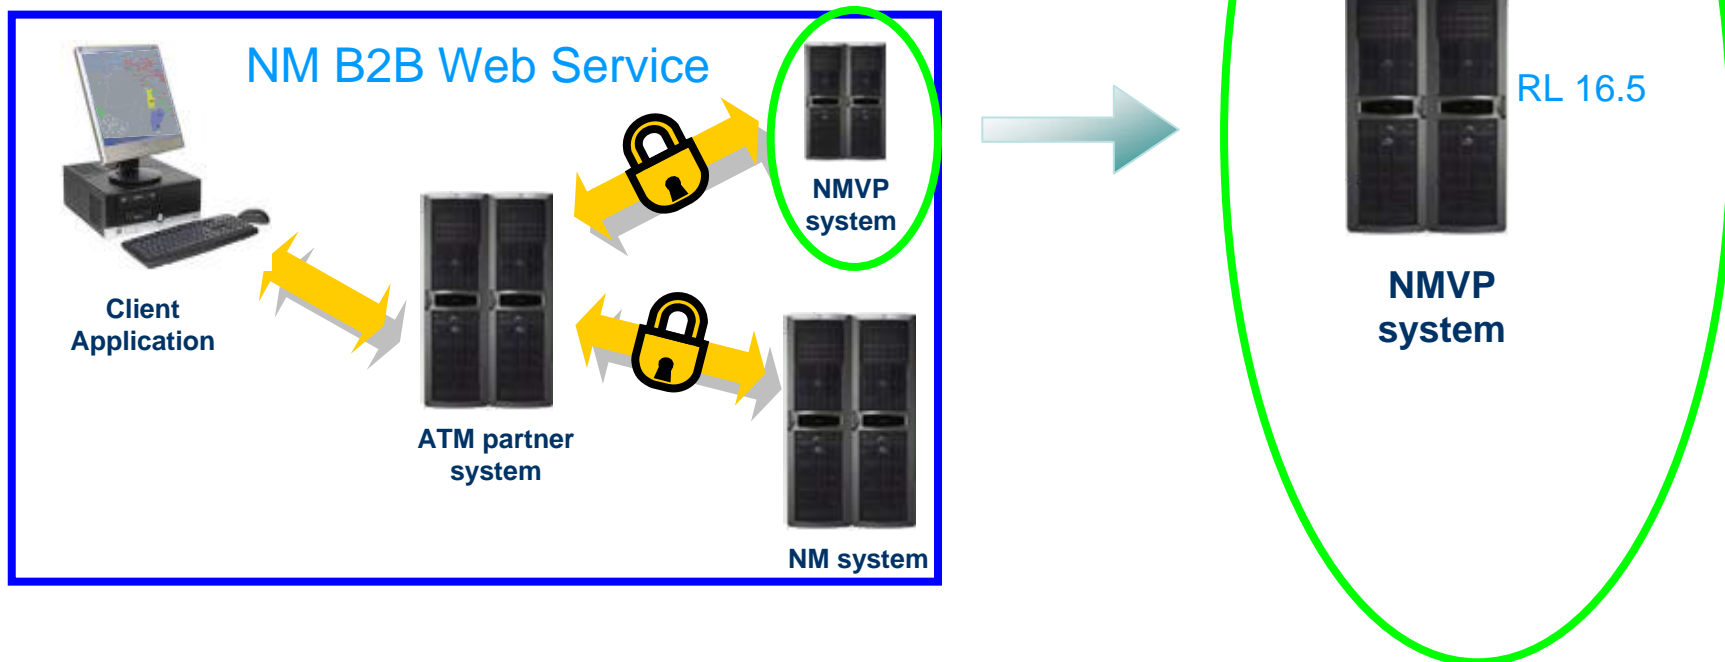 NM B2B Web Service
NMVP
system
Client
Application
ATM partner
system
NM system
RL 16.5
NMVP
system